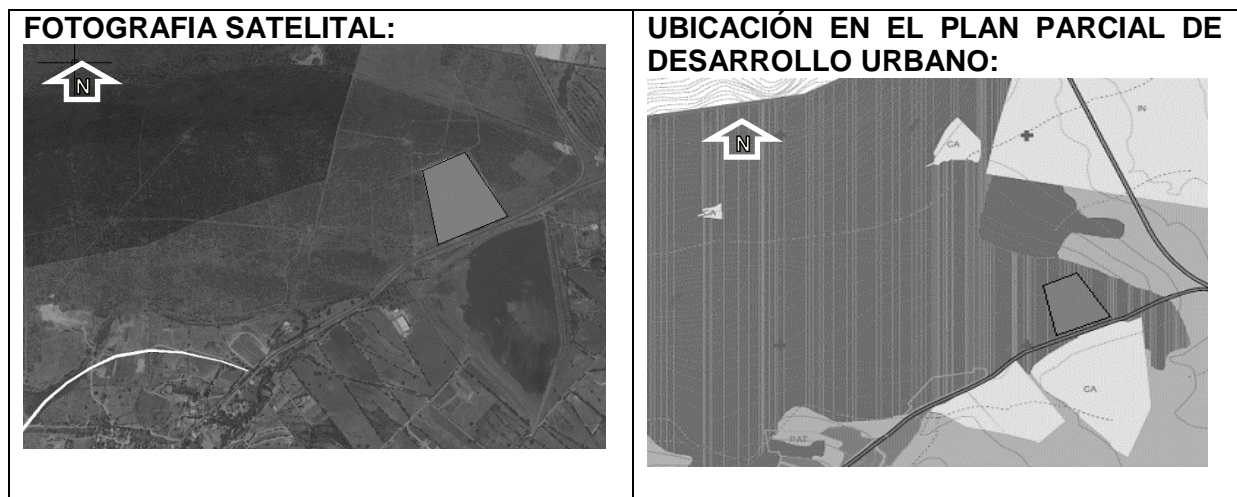 FOTOGRAFIA SATELITAL:
N
UBICACIÓN EN EL PLAN PARCIAL DE
DESARROLLO URBANO:
N
IN
CA
CA
CA